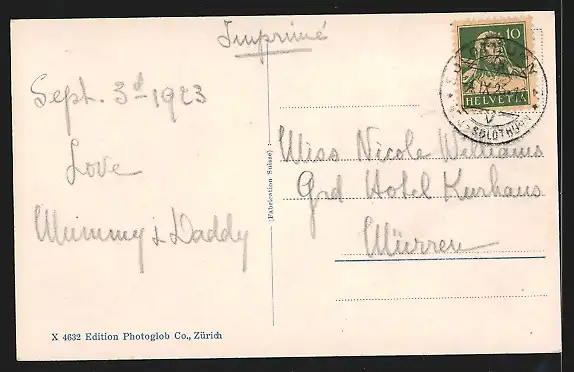 Imprimé
10
HELVETIA
Sept. 3d 1923
Love
Mummy & Daddy
(Fabrication Suisse)
Miss Nicole Williams
Grd Hotel Kurhaus
Mürren
X 4632 Edition Photoglob Co., Zürich